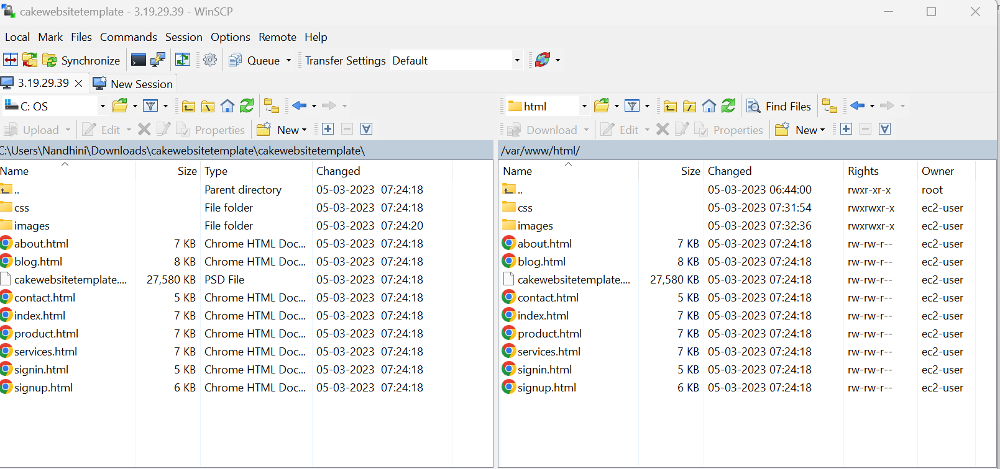 cakewebsitetemplate - 3.19.29.39 - WinSCP
Local Mark Files Commands Session Options Remote Help
Synchronize Queue Transfer Settings Default
3.19.29.39 New Session
C: OS
Upload Edit Properties New
C:\Users\Nandhini\Downloads\cakewebsitetemplate\cakewebsitetemplate\
Name Size Type Changed
.. Parent directory 05-03-2023 07:24:18
css File folder 05-03-2023 07:24:18
images File folder 05-03-2023 07:24:20
about.html 7 KB Chrome HTML Doc... 05-03-2023 07:24:18
blog.html 8 KB Chrome HTML Doc... 05-03-2023 07:24:18
cakewebsitetemplate.... 27,580 KB PSD File 05-03-2023 07:24:18
contact.html 5 KB Chrome HTML Doc... 05-03-2023 07:24:18
index.html 7 KB Chrome HTML Doc... 05-03-2023 07:24:18
product.html 7 KB Chrome HTML Doc... 05-03-2023 07:24:18
services.html 7 KB Chrome HTML Doc... 05-03-2023 07:24:18
signin.html 5 KB Chrome HTML Doc... 05-03-2023 07:24:18
signup.html 6 KB Chrome HTML Doc... 05-03-2023 07:24:18
html Find Files
Download Edit Properties New
/var/www/html/
Name Size Changed Rights Owner
.. 05-03-2023 06:44:00 rwxr-xr-x root
css 05-03-2023 07:31:54 rwxrwxr-x ec2-user
images 05-03-2023 07:32:36 rwxrwxr-x ec2-user
about.html 7 KB 05-03-2023 07:24:18 rw-rw-r-- ec2-user
blog.html 8 KB 05-03-2023 07:24:18 rw-rw-r-- ec2-user
cakewebsitetemplate.... 27,580 KB 05-03-2023 07:24:18 rw-rw-r-- ec2-user
contact.html 5 KB 05-03-2023 07:24:18 rw-rw-r-- ec2-user
index.html 7 KB 05-03-2023 07:24:18 rw-rw-r-- ec2-user
product.html 7 KB 05-03-2023 07:24:18 rw-rw-r-- ec2-user
services.html 7 KB 05-03-2023 07:24:18 rw-rw-r-- ec2-user
signin.html 5 KB 05-03-2023 07:24:18 rw-rw-r-- ec2-user
signup.html 6 KB 05-03-2023 07:24:18 rw-rw-r-- ec2-user